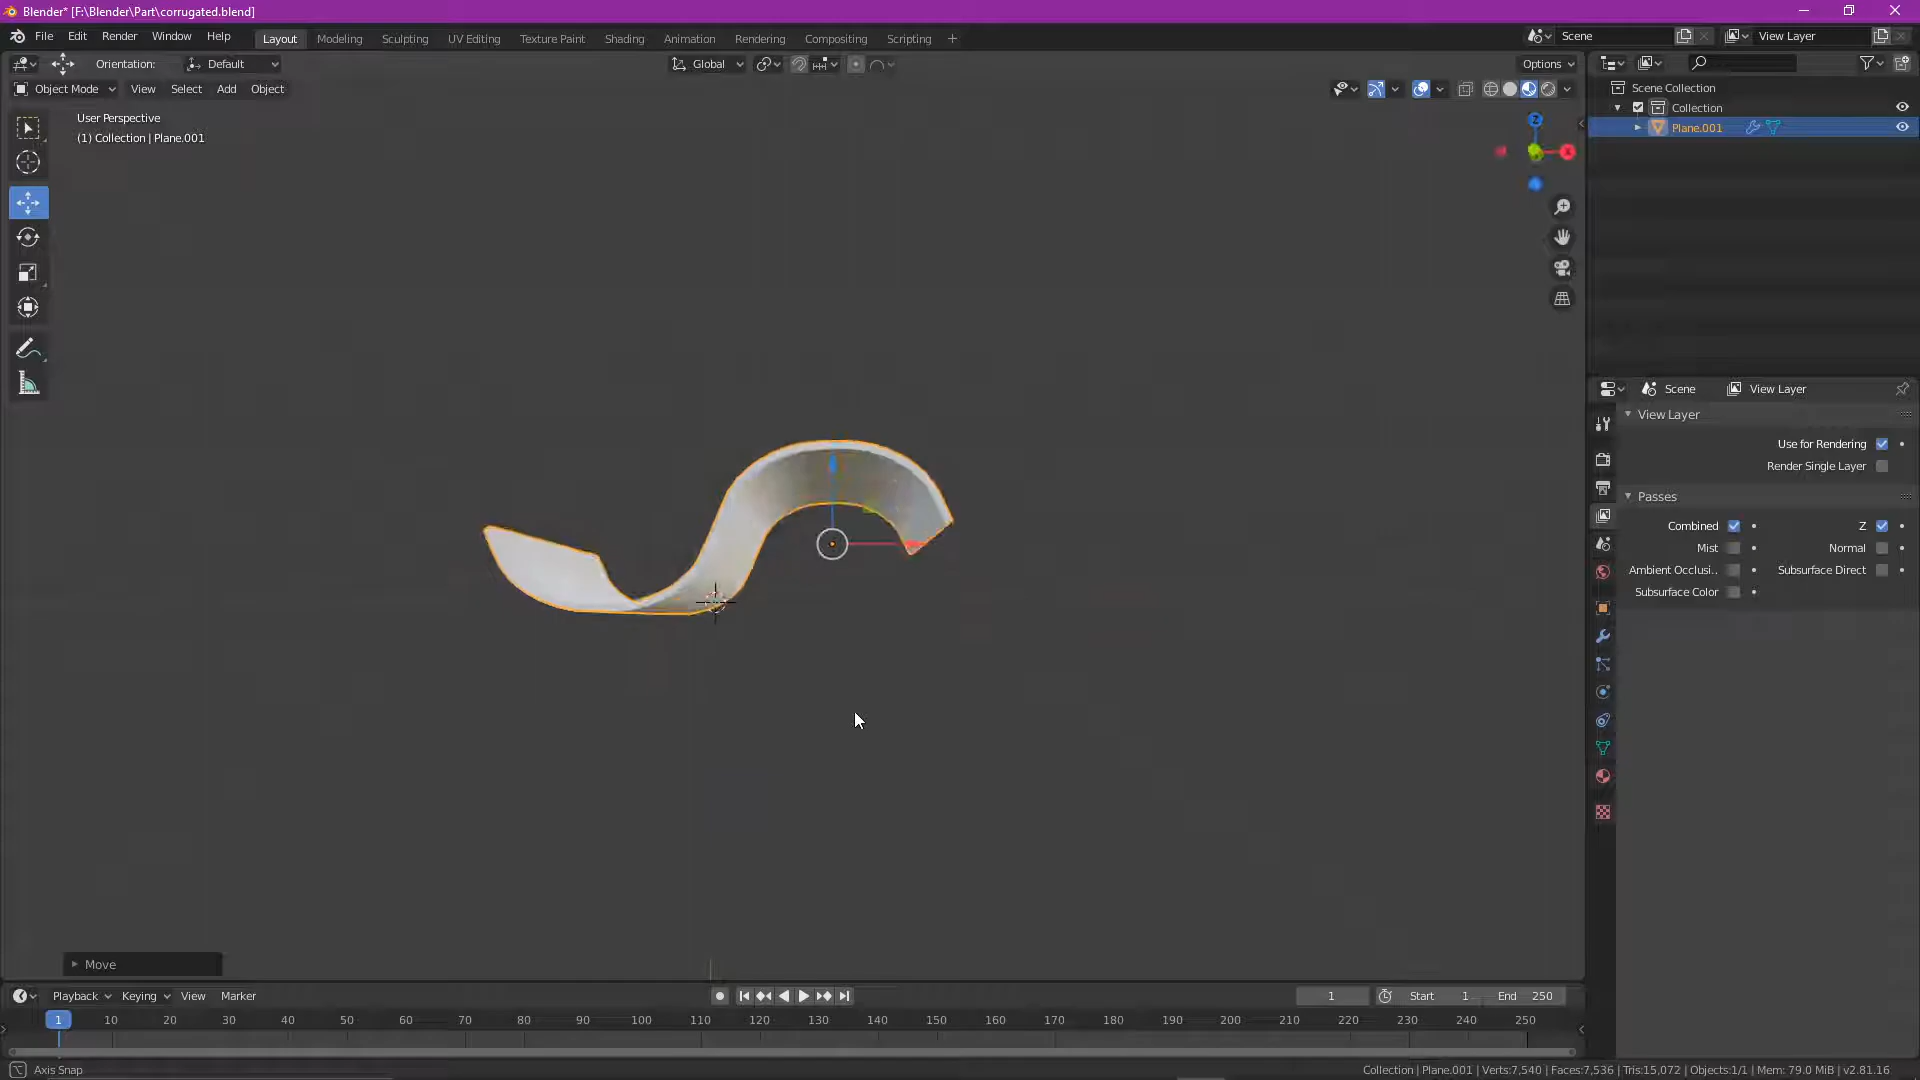 Blender* [F:\Blender\Part\corrugated.blend]
File Edit Render Window Help Layout Modeling Sculpting UV Editing Texture Paint Shading Animation Rendering Compositing Scripting + Scene View Layer
Orientation: Default Global Options
Object Mode View Select Add Object
User Perspective
(1) Collection | Plane.001
Z
X
Scene Collection
Collection
Plane.001
Scene View Layer
View Layer
Use for Rendering
Render Single Layer
Passes
Combined Z
Mist Normal
Ambient Occlusi.. Subsurface Direct
Subsurface Color
Move
Playback Keying View Marker 1 Start 1 End 250
1 10 20 30 40 50 60 70 80 90 100 110 120 130 140 150 160 170 180 190 200 210 220 230 240 250
Axis Snap Collection | Plane.001 | Verts:7,540 | Faces:7,536 | Tris:15,072 | Objects:1/1 | Mem: 79.0 MiB | v2.81.16